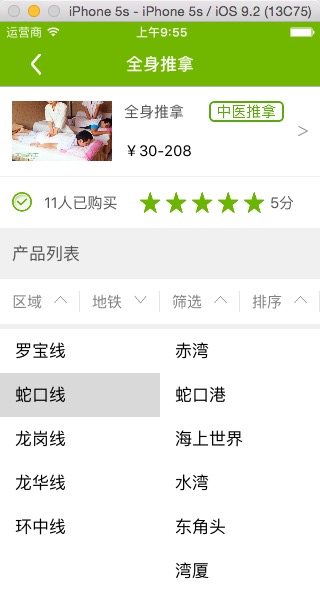 iPhone 5s - iPhone 5s / iOS 9.2 (13C75)
运营商 上午9:55
全身推拿
全身推拿 中医推拿
￥30-208
11人已购买 5分
产品列表
区域 地铁 筛选 排序
罗宝线 赤湾
蛇口线 蛇口港
龙岗线 海上世界
龙华线 水湾
环中线 东角头
湾厦